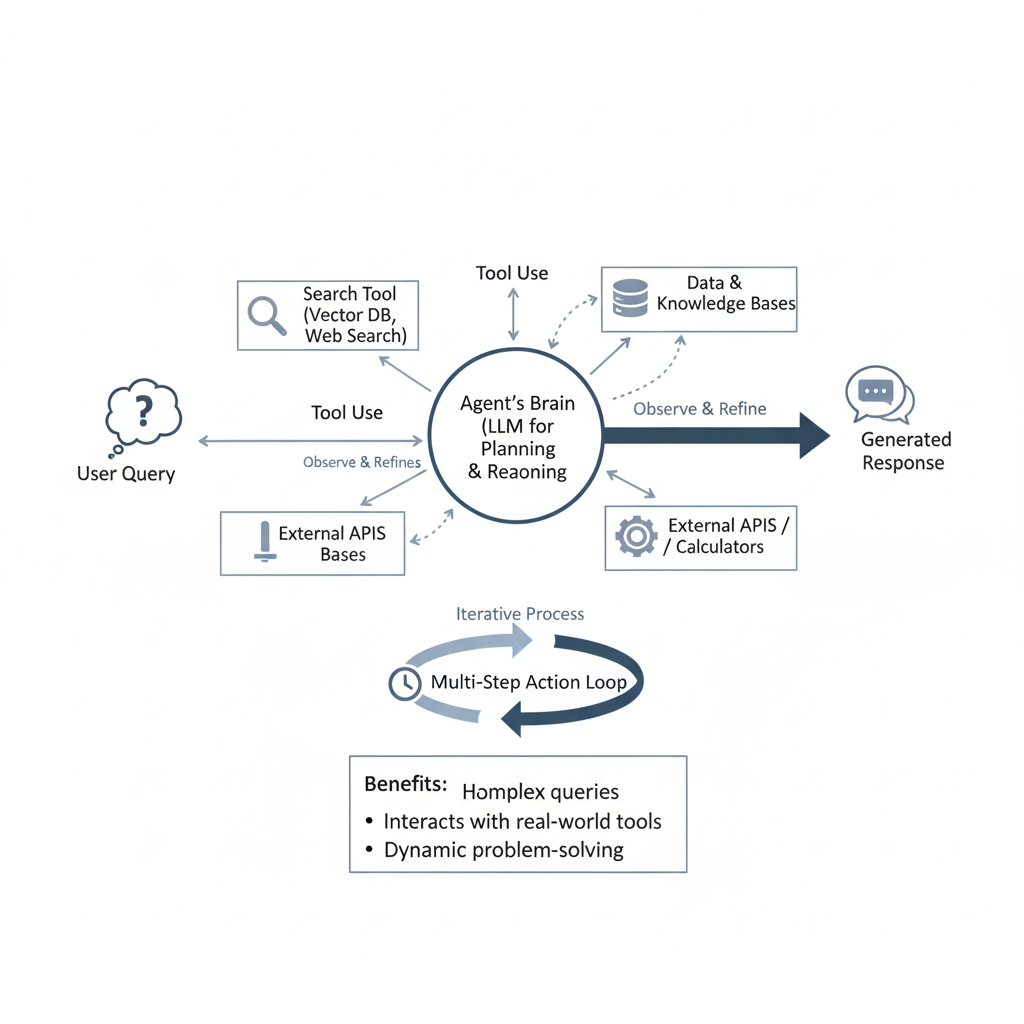 Tool Use
Search Tool
(Vector DB,
Web Search)
Data &
Knowledge Bases
Agent's Brain
(LLM for
Planning
& Reaoning
Tool Use
Observe & Refines
Observe & Refine
User Query
Generated
Response
External APIS
Bases
External APIS /
/ Calculators
Iterative Process
Multi-Step Action Loop
Benefits: Homplex queries
• Interacts with real-world tools
• Dynamic problem-solving